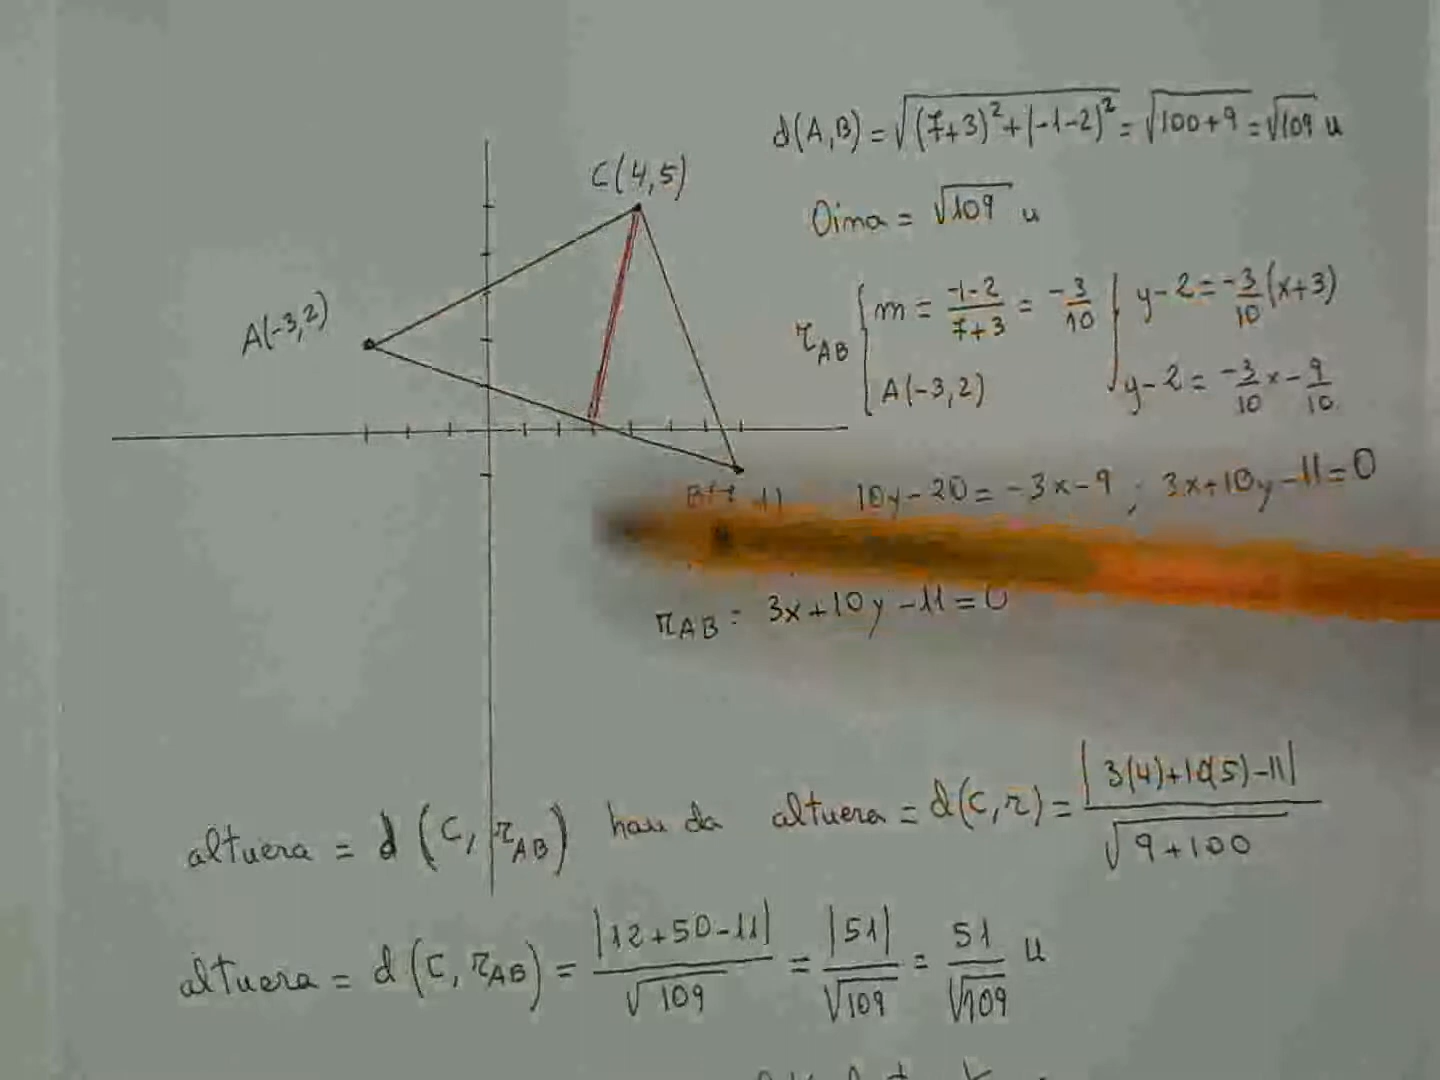 d(A,B) = √((7+3)²+(-1-2)²) = √(100+9) = √109 u
C(4,5)
Oina = √109 u
A(-3,2)
r_AB { m = (-1-2)/(7+3) = -3/10 } y-2 = -3/10 (x+3)
A(-3,2) y-2 = -3/10 x - 9/10
10y-20 = -3x-9 ; 3x+10y-11=0
r_AB : 3x+10y-11=0
altuera = d(C, r_AB) hau da altuera = d(C,r) = |3(4)+10(5)-11| / √(9+100)
altuera = d(C, r_AB) = |12+50-11| / √109 = |51| / √109 = 51/√109 u